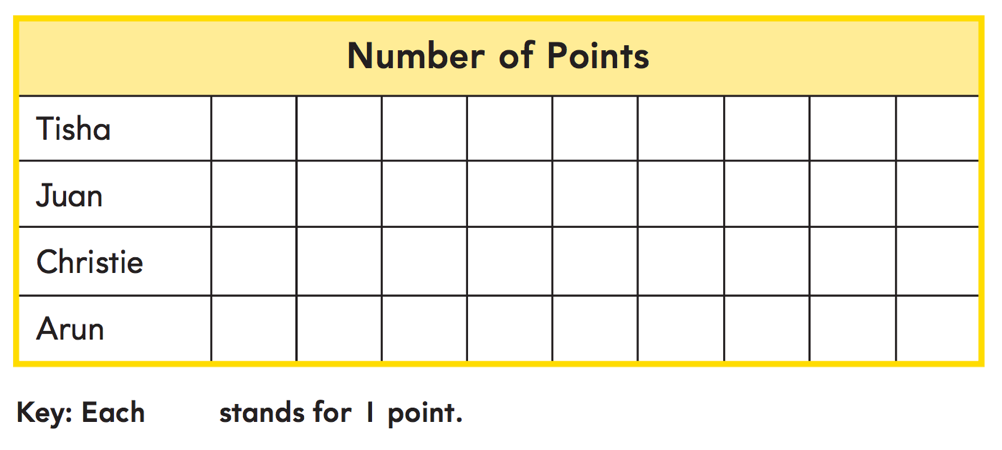 Number of Points
Tisha
Juan
Christie
Arun
Key: Each stands for 1 point.